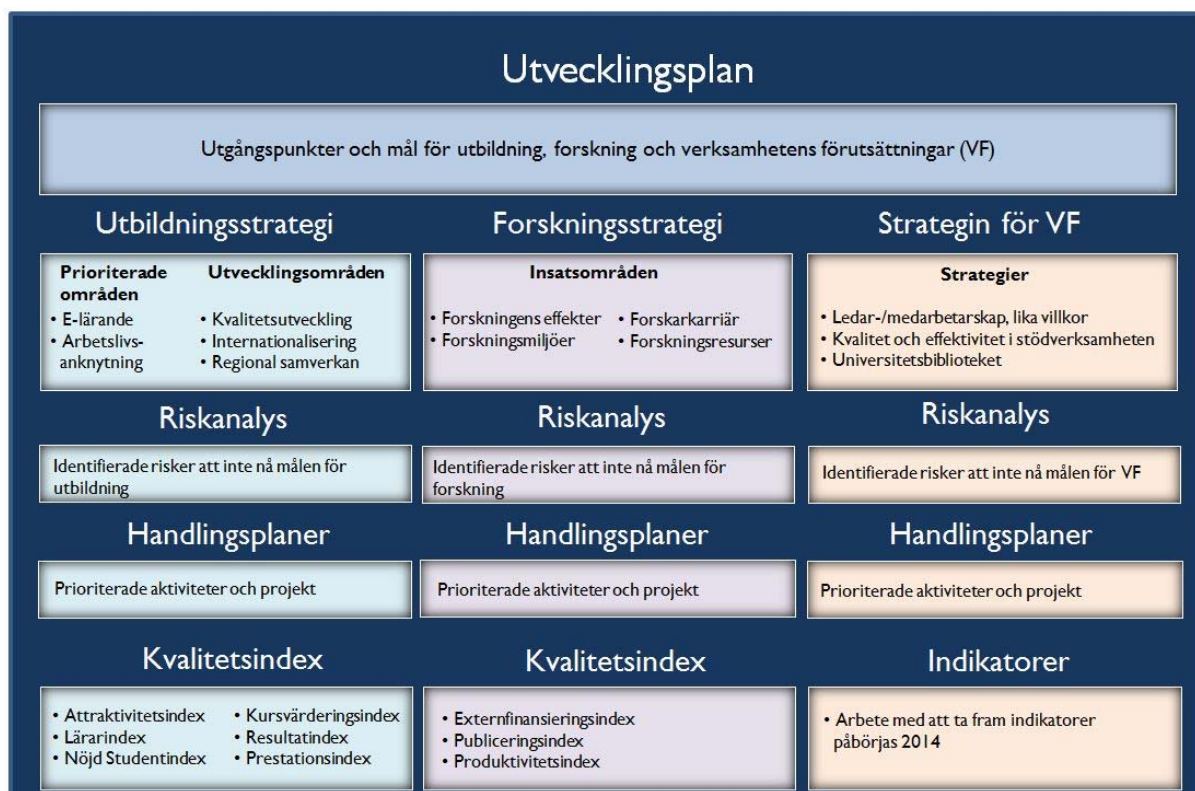 Utvecklingsplan
Utgångspunkter och mål för utbildning, forskning och verksamhetens förutsättningar (VF)
Utbildningsstrategi
Prioriterade
områden
• E-lärande
• Arbetslivs-
anknytning
Utvecklingsområden
• Kvalitetsutveckling
• Internationalisering
• Regional samverkan
Forskningsstrategi
Insatsområden
• Forskningens effekter
• Forskningsmiljöer
• Forskarkarriär
• Forskningsresurser
Strategin för VF
Strategier
• Ledar-/medarbetarskap, lika villkor
• Kvalitet och effektivitet i stödverksamheten
• Universitetsbiblioteket
Riskanalys
Identifierade risker att inte nå målen för
utbildning
Riskanalys
Identifierade risker att inte nå målen för
forskning
Riskanalys
Identifierade risker att inte nå målen för VF
Handlingsplaner
Prioriterade aktiviteter och projekt
Handlingsplaner
Prioriterade aktiviteter och projekt
Handlingsplaner
Prioriterade aktiviteter och projekt
Kvalitetsindex
• Attraktivitetsindex
• Lärarindex
• Nöjd Studentindex
• Kursvärderingsindex
• Resultatindex
• Prestationsindex
Kvalitetsindex
• Externfinansieringsindex
• Publiceringsindex
• Produktivitetsindex
Indikatorer
• Arbete med att ta fram indikatorer
påbörjas 2014